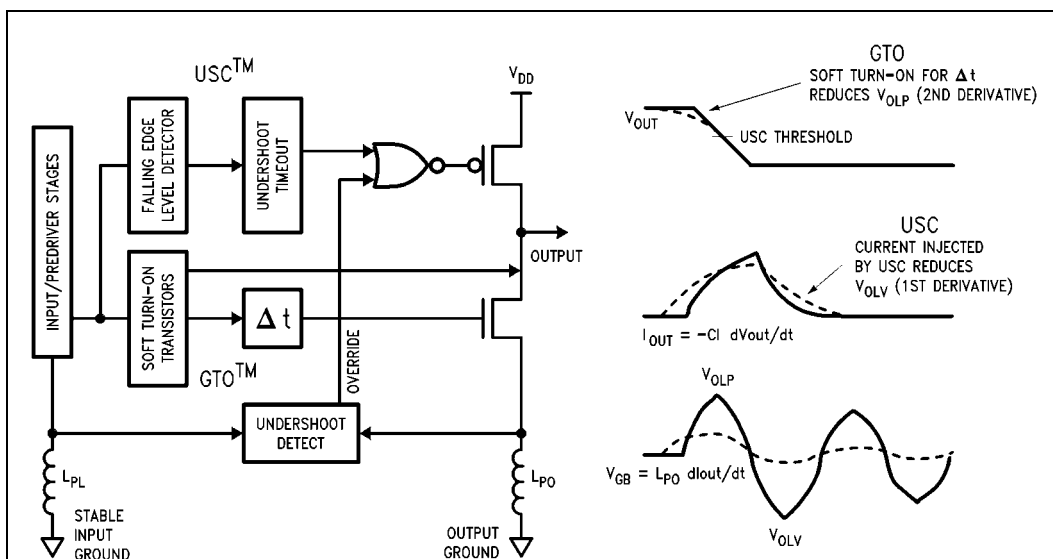 USC™
INPUT/PREDRIVER STAGES
FALLING EDGE
LEVEL DETECTOR
UNDERSHOOT
TIMEOUT
V_DD
OUTPUT
SOFT TURN-ON
TRANSISTORS
Δt
GTO™
OVERRIDE
UNDERSHOOT
DETECT
L_PL
STABLE
INPUT
GROUND
L_PO
OUTPUT
GROUND
GTO
SOFT TURN-ON FOR Δt
REDUCES V_OLP (2ND DERIVATIVE)
V_OUT
USC THRESHOLD
USC
CURRENT INJECTED
BY USC REDUCES
V_OLV (1ST DERIVATIVE)
I_OUT = -Cl dVout/dt
V_OLP
V_GB = L_PO dIout/dt
V_OLV